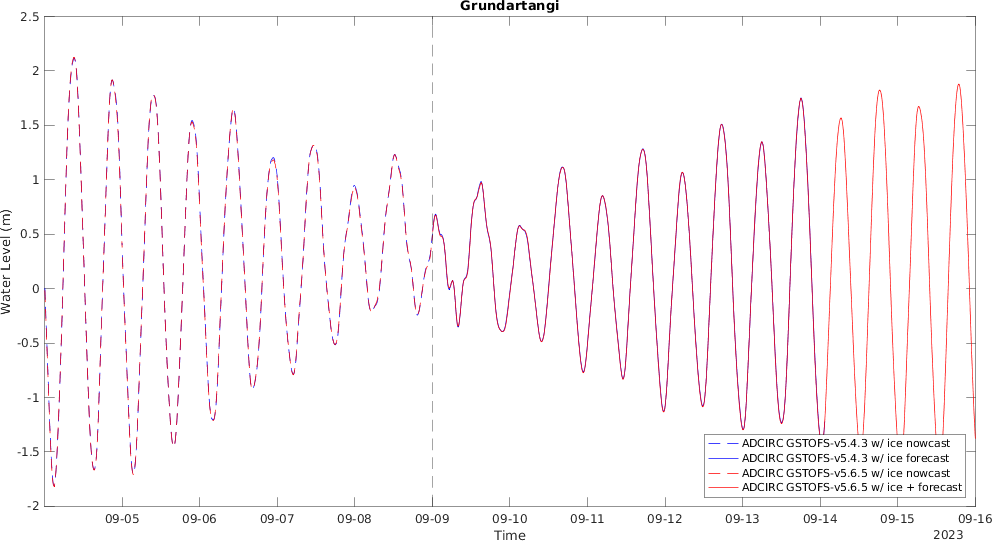 Grundartangi
2.5
2
1.5
1
0.5
0
-0.5
-1
-1.5
-2
Water Level (m)
ADCIRC GSTOFS-v5.4.3 w/ ice nowcast
ADCIRC GSTOFS-v5.4.3 w/ ice forecast
ADCIRC GSTOFS-v5.6.5 w/ ice nowcast
ADCIRC GSTOFS-v5.6.5 w/ ice + forecast
09-05 09-06 09-07 09-08 09-09 09-10 09-11 09-12 09-13 09-14 09-15 09-16
Time
2023